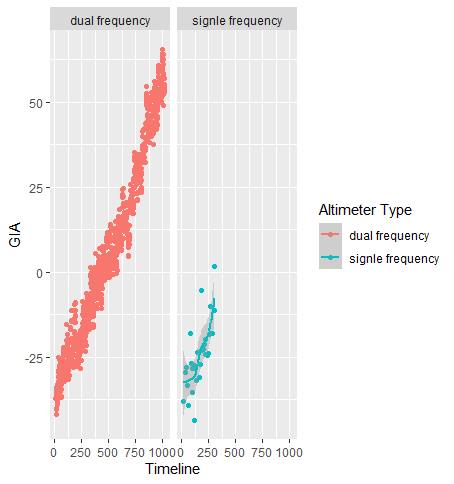 dual frequency signle frequency
50
25
0
-25
GIA
0 250 500 750 1000 0 250 500 750 1000
Timeline
Altimeter Type
dual frequency
signle frequency